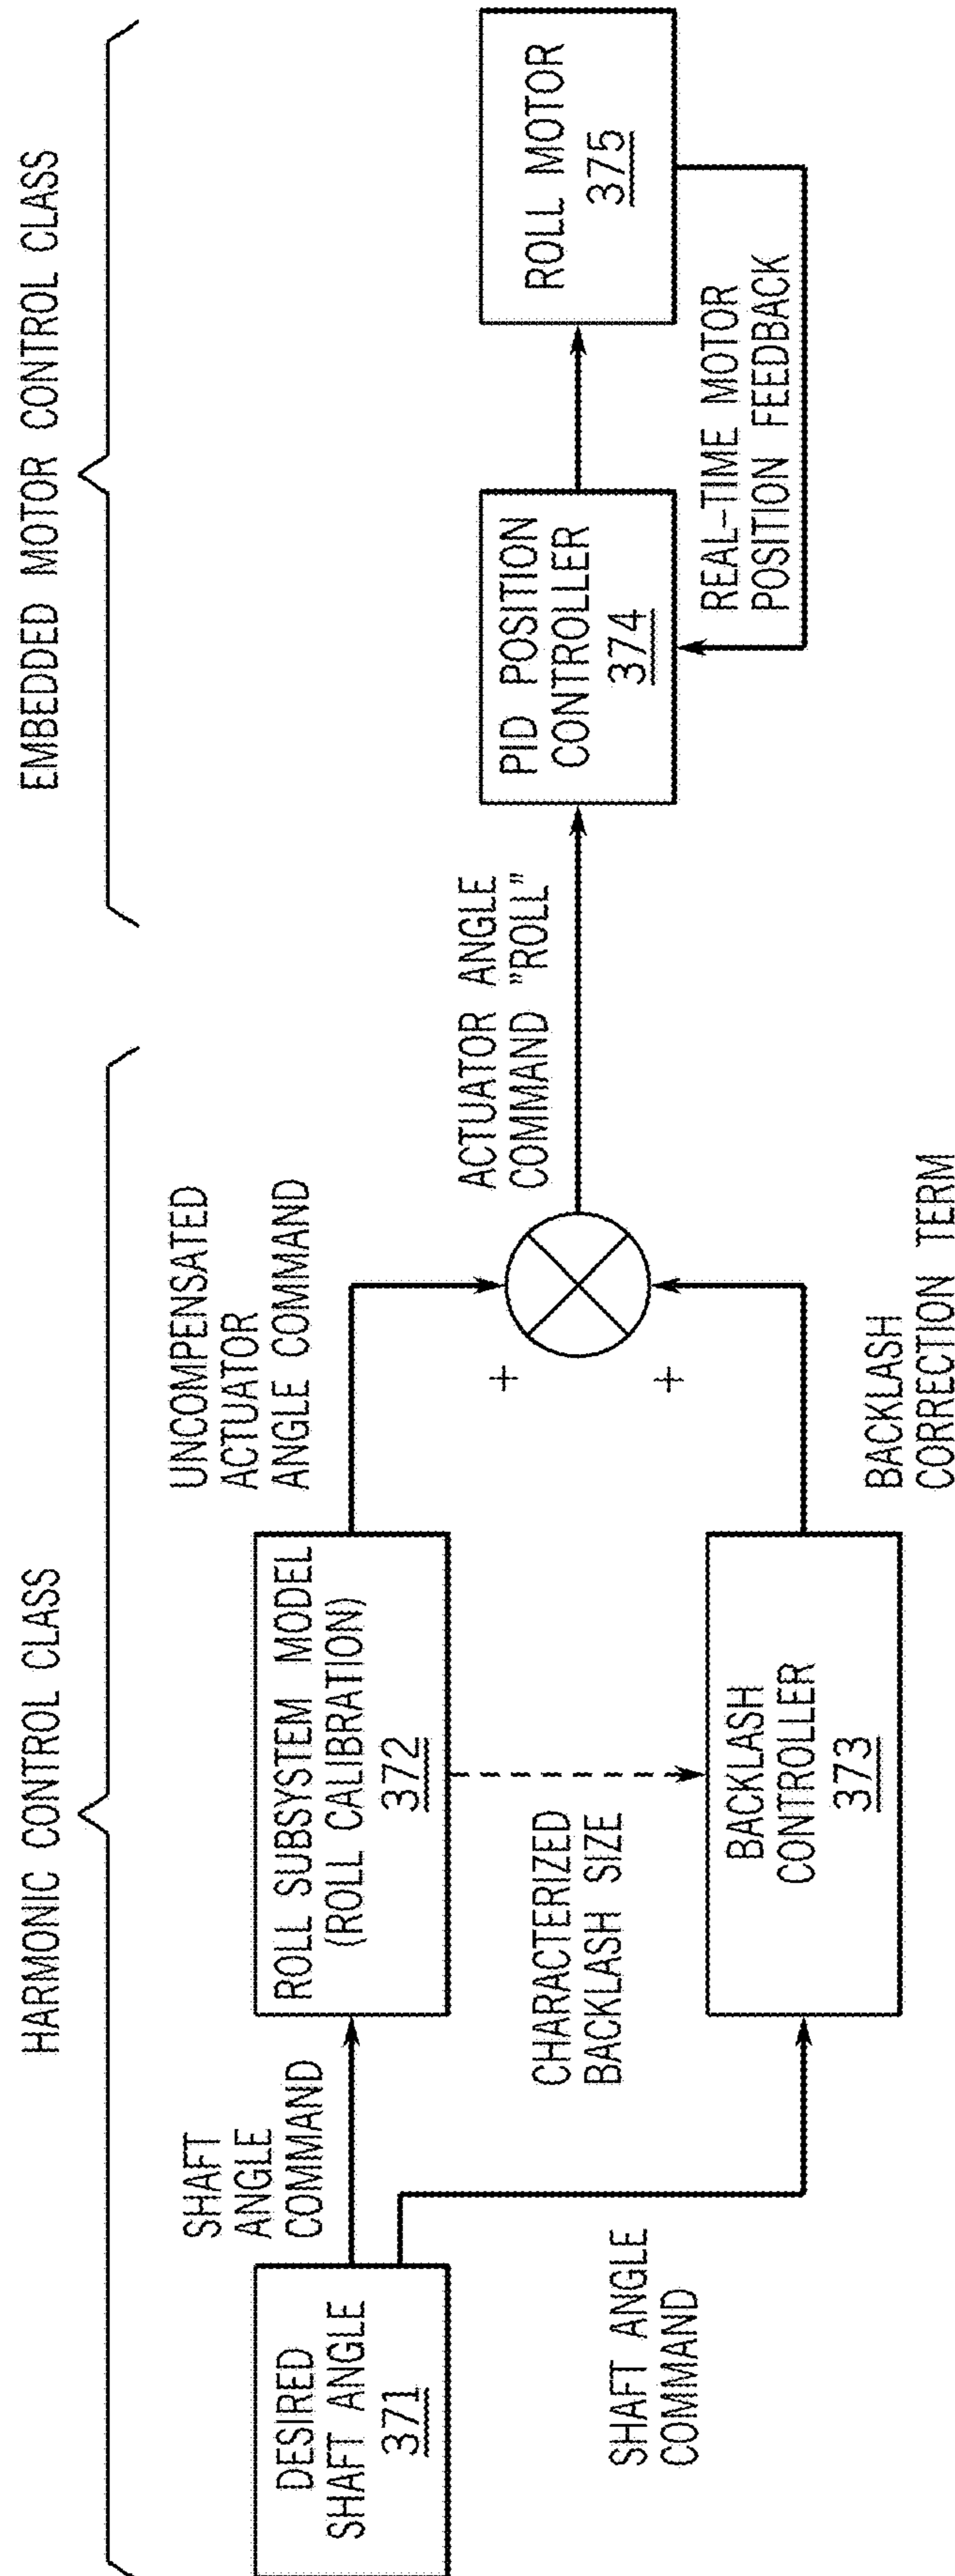 HARMONIC CONTROL CLASS
EMBEDDED MOTOR CONTROL CLASS
DESIRED
SHAFT ANGLE
371
SHAFT
ANGLE
COMMAND
SHAFT ANGLE
COMMAND
ROLL SUBSYSTEM MODEL
(ROLL CALIBRATION)
372
CHARACTERIZED
BACKLASH SIZE
BACKLASH
CONTROLLER
373
UNCOMPENSATED
ACTUATOR
ANGLE COMMAND
+
+
BACKLASH
CORRECTION TERM
ACTUATOR ANGLE
COMMAND "ROLL"
PID POSITION
CONTROLLER
374
REAL-TIME MOTOR
POSITION FEEDBACK
ROLL MOTOR
375